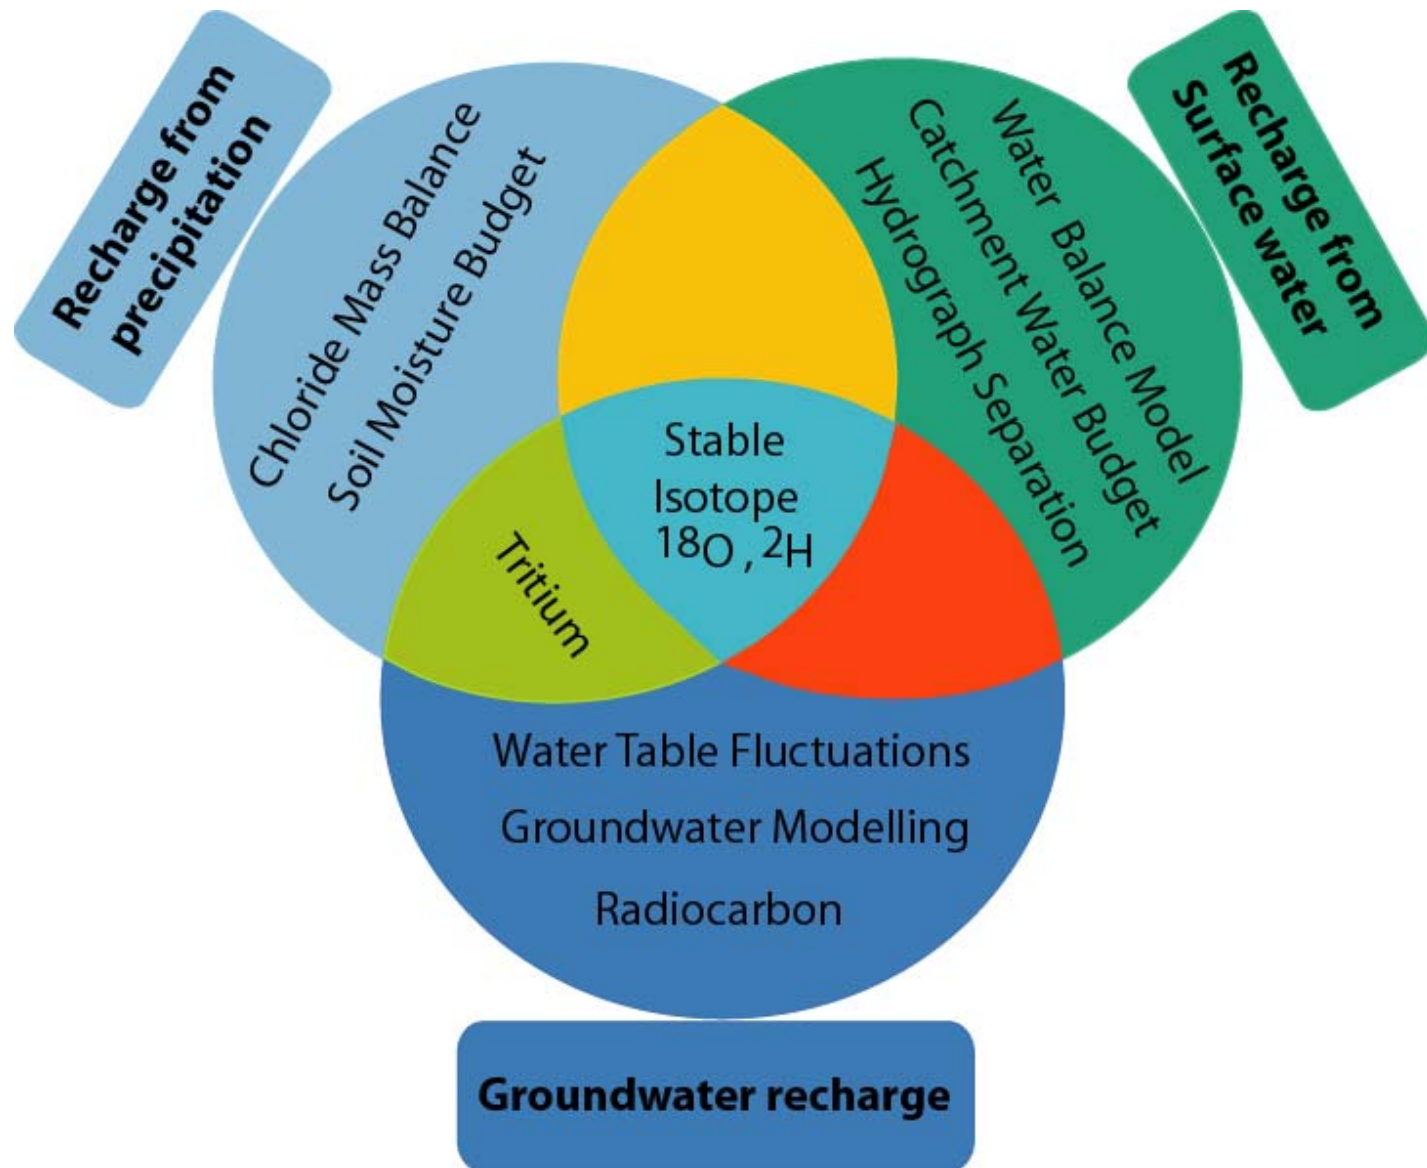 Recharge from
precipitation
Recharge from
Surface water
Chloride Mass Balance
Soil Moisture Budget
Water Balance Model
Catchment Water Budget
Hydrograph Separation
Stable
Isotope
¹⁸O , ²H
Tritium
Water Table Fluctuations
Groundwater Modelling
Radiocarbon
Groundwater recharge